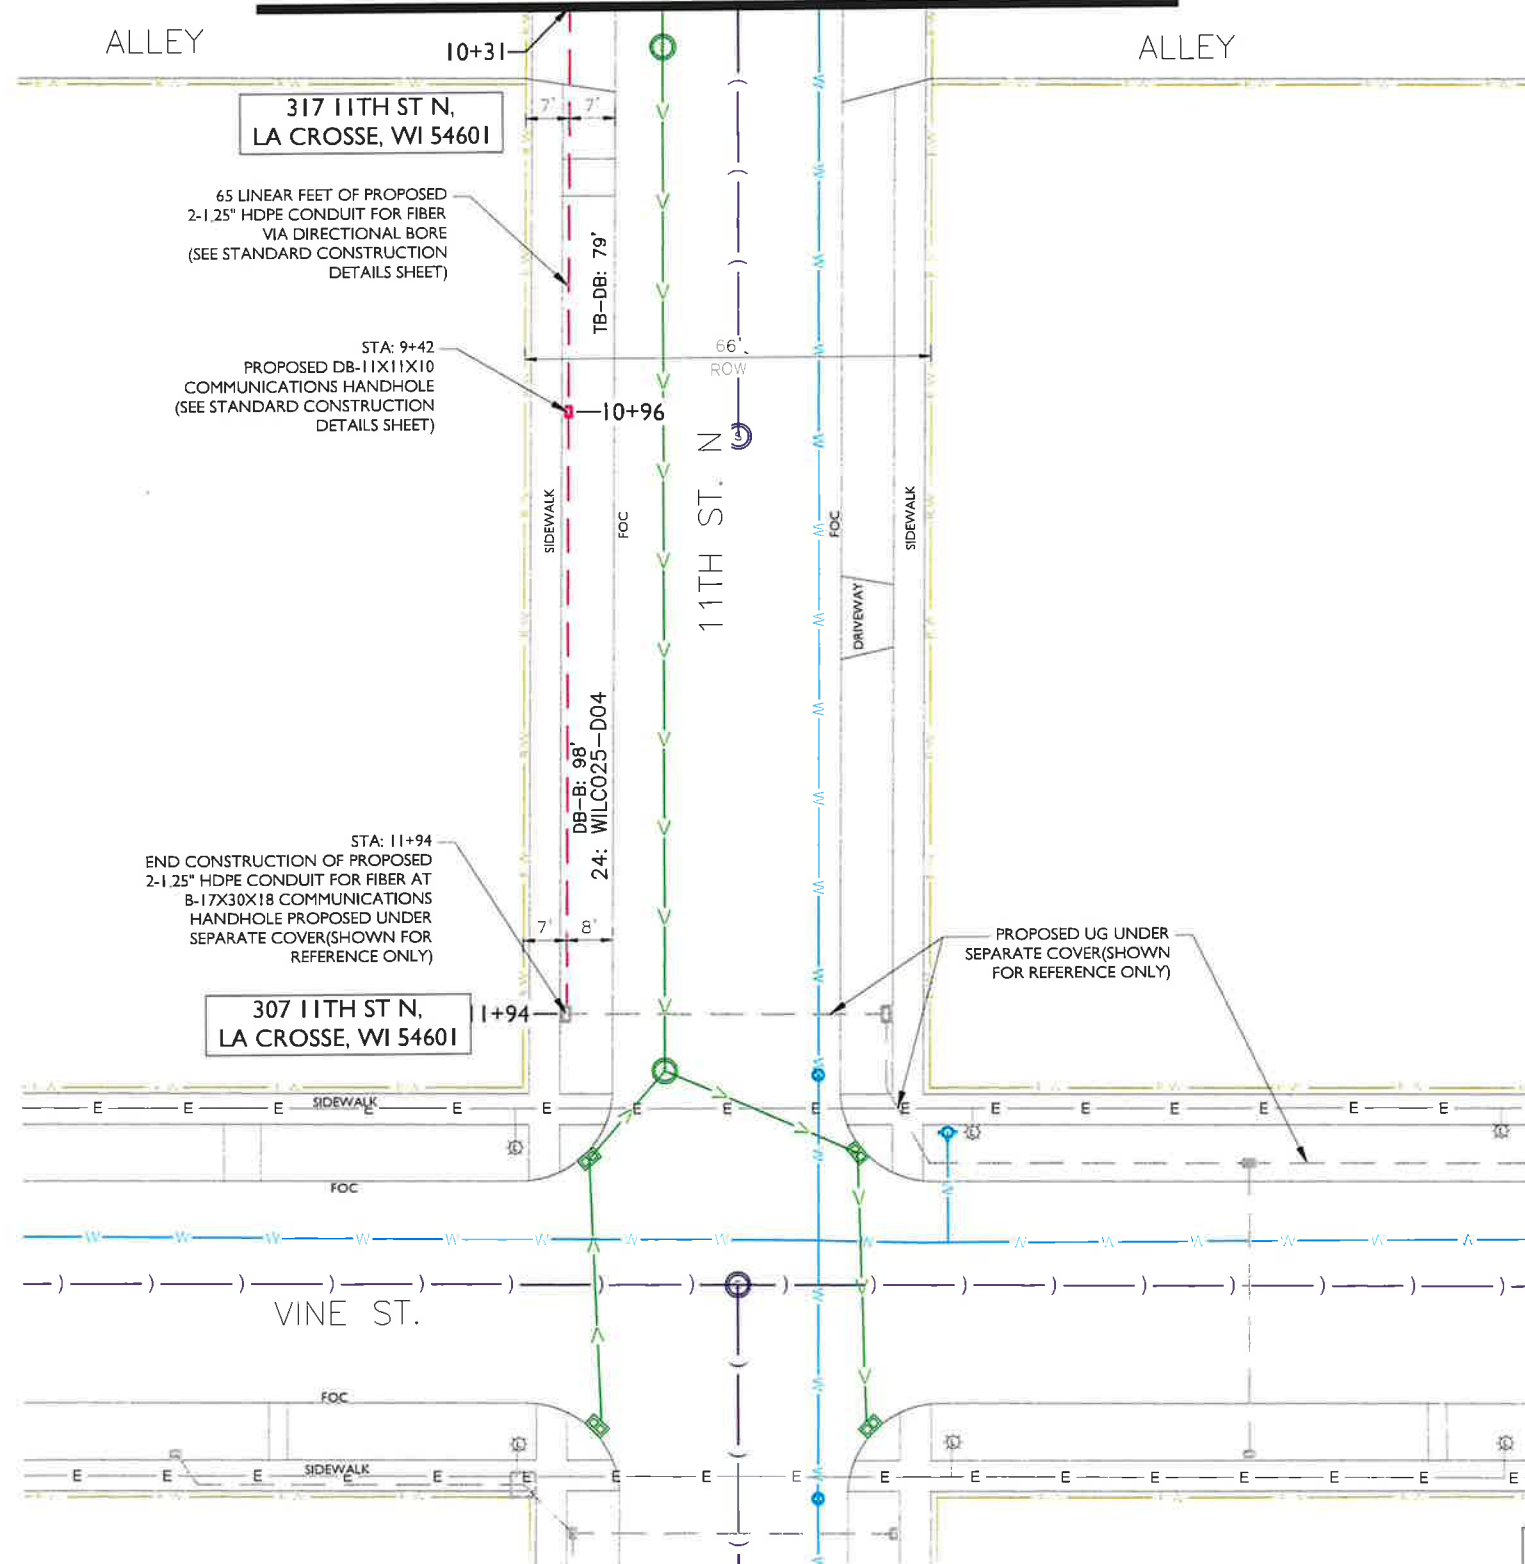 ALLEY
ALLEY
10+31
317 11TH ST N,
LA CROSSE, WI 54601
7' 7'
65 LINEAR FEET OF PROPOSED
2-1.25" HDPE CONDUIT FOR FIBER
VIA DIRECTIONAL BORE
(SEE STANDARD CONSTRUCTION
DETAILS SHEET)
TB-DB: 79'
66'
ROW
STA: 9+42
PROPOSED DB-11X11X10
COMMUNICATIONS HANDHOLE
(SEE STANDARD CONSTRUCTION
DETAILS SHEET)
10+96
11TH ST. N
SIDEWALK
FOC
FOC
SIDEWALK
DRIVEWAY
DB-B: 98'
24: WILC025-D04
STA: 11+94
END CONSTRUCTION OF PROPOSED
2-1.25" HDPE CONDUIT FOR FIBER AT
B-17X30X18 COMMUNICATIONS
HANDHOLE PROPOSED UNDER
SEPARATE COVER(SHOWN FOR
REFERENCE ONLY)
7' 8'
PROPOSED UG UNDER
SEPARATE COVER(SHOWN
FOR REFERENCE ONLY)
307 11TH ST N,
LA CROSSE, WI 54601
11+94
SIDEWALK
E E E E E E E E E E E E E E E E
FOC
W W W W W W W W W W W W W W W W
VINE ST.
FOC
SIDEWALK
E E E E E E E E E E E E E E E E E